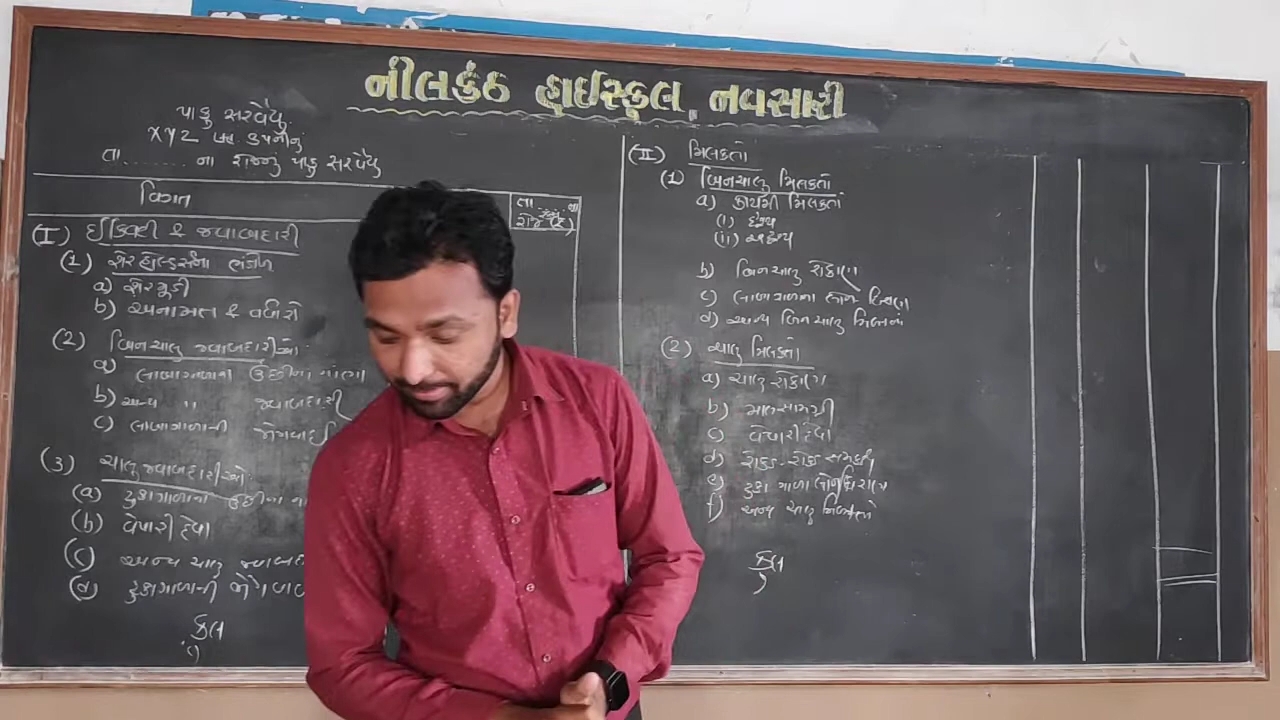 નીલકંઠ હાઈસ્કૂલ, નવસારી
પાકુ સરવૈયુ
XYZ કંપનીનું
તા........ ના રોજનું પાકુ સરવૈયુ
વિગત
તા ના
રોજ (₹)
(I) ઈક્વિટી & જવાબદારી
(1) શેરહોલ્ડર્સના ભંડોળ
a) શેરમૂડી
b) અનામત & વધારો
(2) બિનચાલુ જવાબદારીઓ.
a) લાંબાગાળાના ઉછીના નાણા
b) અન્ય " જવાબદારી
c) લાંબાગાળાની જોગવાઈ
(3) ચાલુ જવાબદારીઓ.
(a) ટુંકાગાળાના ઉછીના
(b) વેપારી દેવા
(c) અન્ય ચાલુ
(d) ટુંકાગાળાની
કુલ
(II) મિલકતો
(1) બિનચાલુ મિલકતો
a) કાયમી મિલકતો
(i) દ્રશ્ય
(ii) અદ્રશ્ય
b) બિનચાલુ રોકાણ
c) લાંબાગાળાના લોન ધિરાણ
d) અન્ય બિનચાલુ મિલકતો
(2) ચાલુ મિલકતો
a) ચાલુ રોકાણ
b) માલસામગ્રી
c) વેપારી દેવા
d) રોકડ-રોકડ સમકક્ષ
e) ટુંકા ગાળા લોન ધિરાણ
f) અન્ય ચાલુ મિલકતો
કુલ